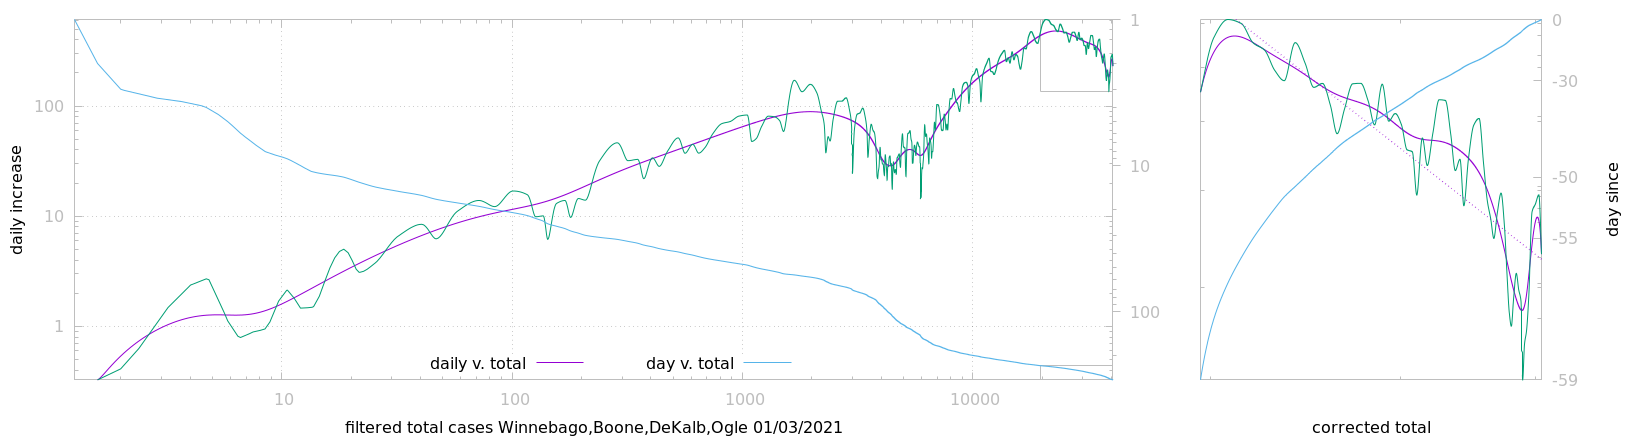 1
0
-30
100
daily increase
10
-50
day since
10
-55
1
100
daily v. total
day v. total
-59
10
100
1000
10000
filtered total cases Winnebago,Boone,DeKalb,Ogle 01/03/2021
corrected total